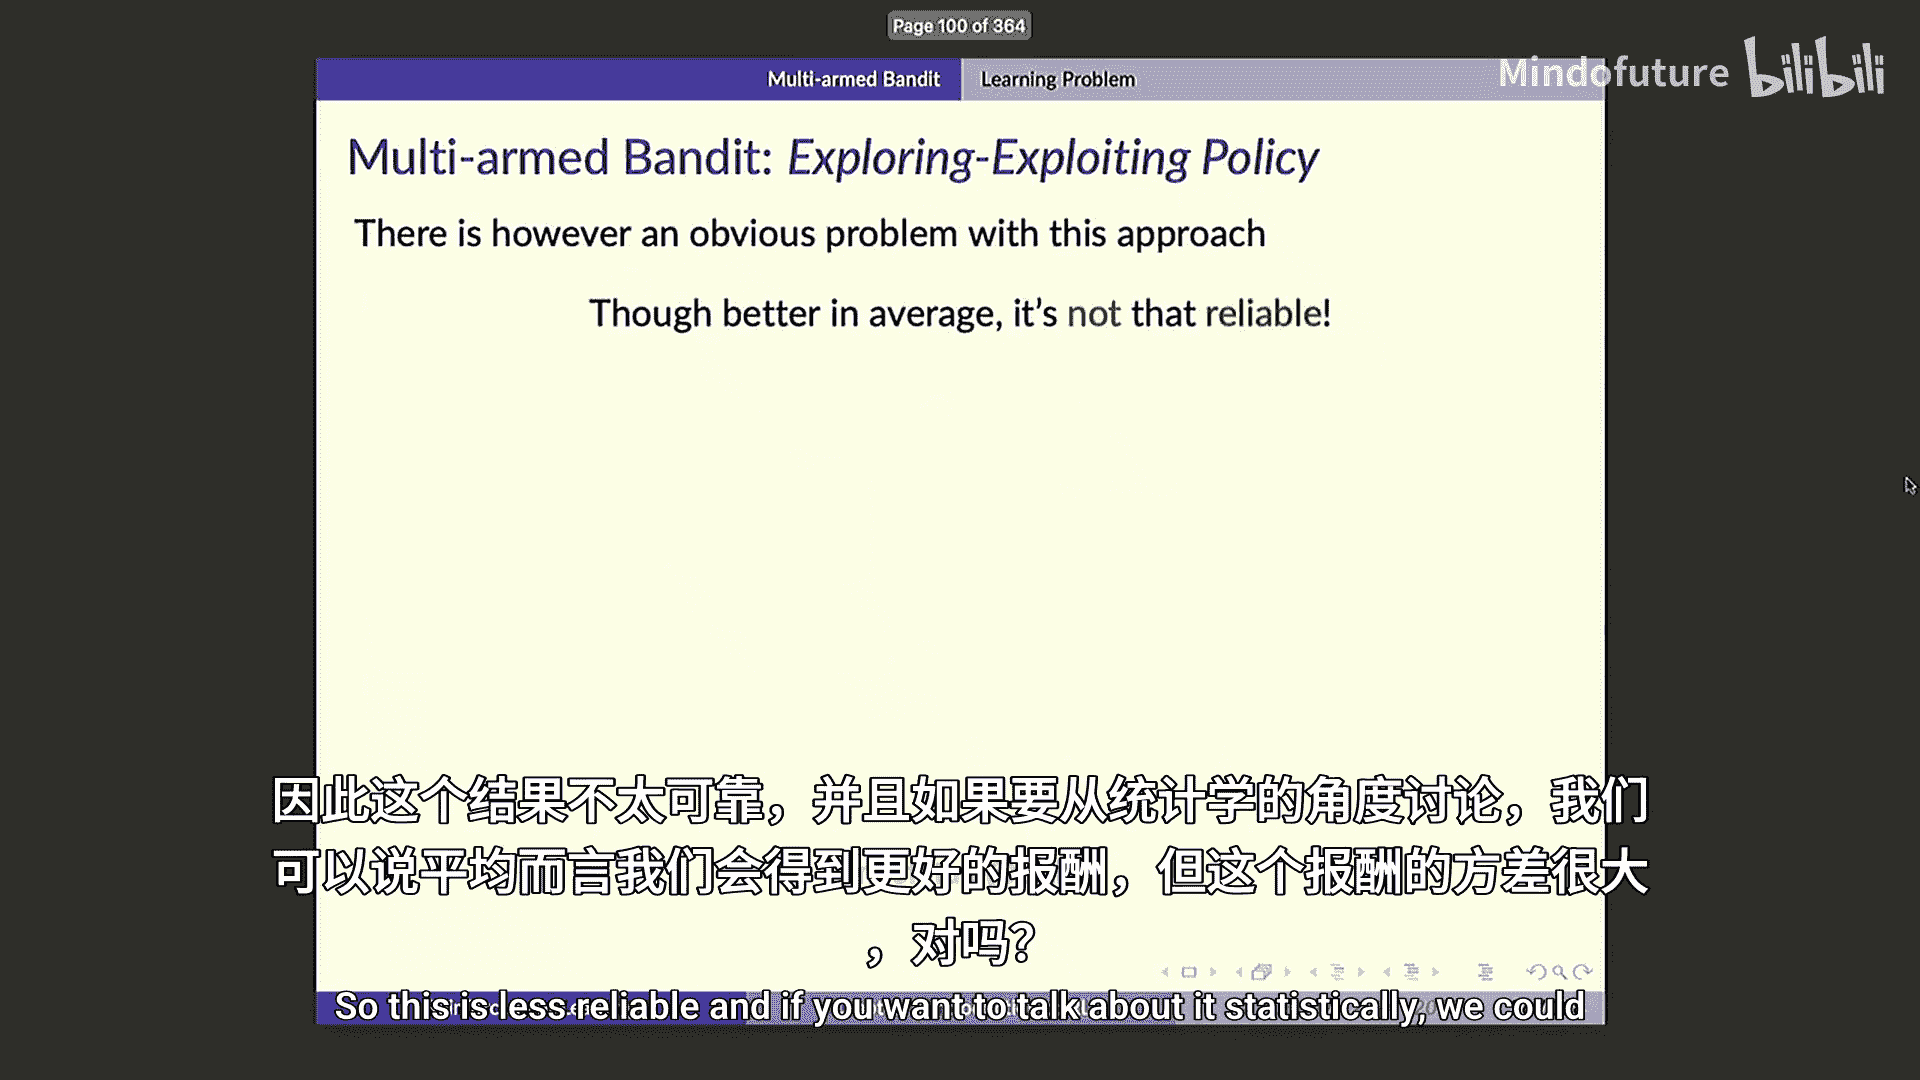 Page 100 of 364
Mindofuture bilibili
Multi-armed Bandit Learning Problem
Multi-armed Bandit: Exploring-Exploiting Policy
There is however an obvious problem with this approach
Though better in average, it's not that reliable!
因此这个结果不太可靠，并且如果要从统计学的角度讨论，我们
可以说平均而言我们会得到更好的报酬，但这个报酬的方差很大
，对吗？
So this is less reliable and if you want to talk about it statistically, we could